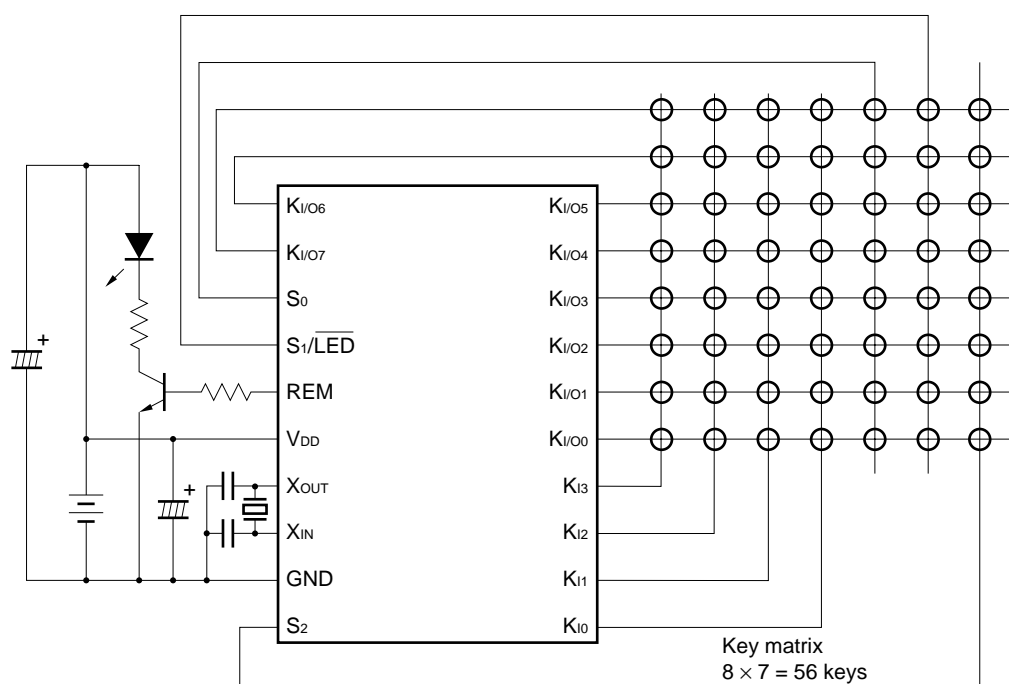 KI/O6
KI/O7
S0
S1/LED
REM
VDD
XOUT
XIN
GND
S2
KI/O5
KI/O4
KI/O3
KI/O2
KI/O1
KI/O0
KI3
KI2
KI1
KI0
+
+
Key matrix
8 × 7 = 56 keys